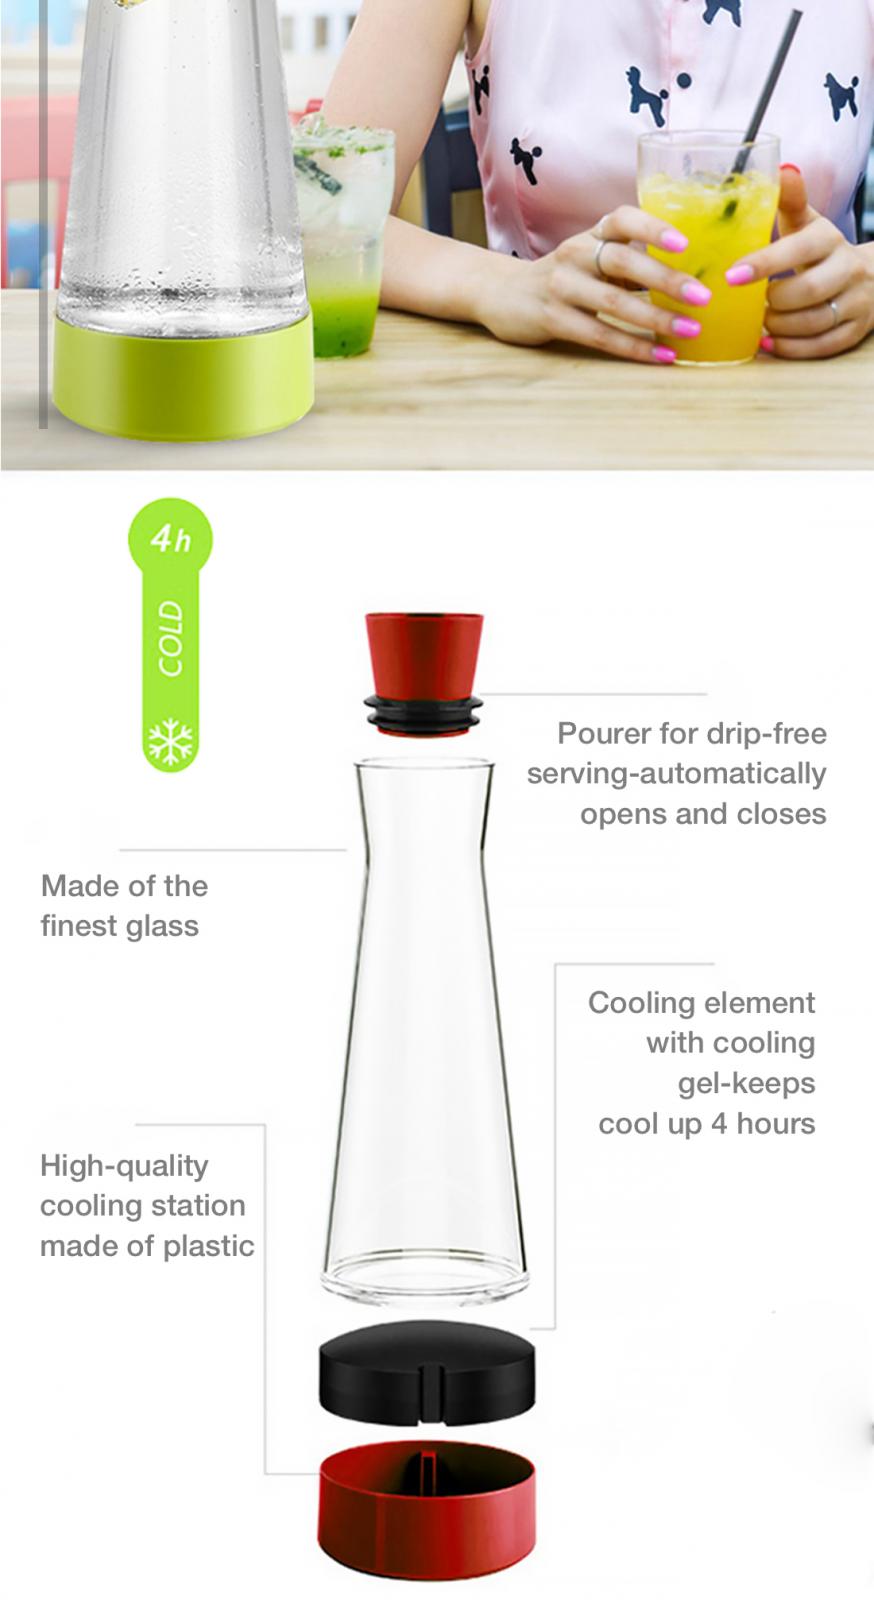 4h
COLD
Pourer for drip-free
serving-automatically
opens and closes
Made of the
finest glass
Cooling element
with cooling
gel-keeps
cool up 4 hours
High-quality
cooling station
made of plastic